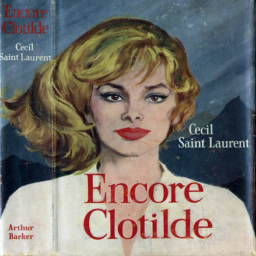 Encore
Clotilde
Cecil
Saint Laurent
Arthur
Barker
Cecil
Saint Laurent
Encore
Clotilde